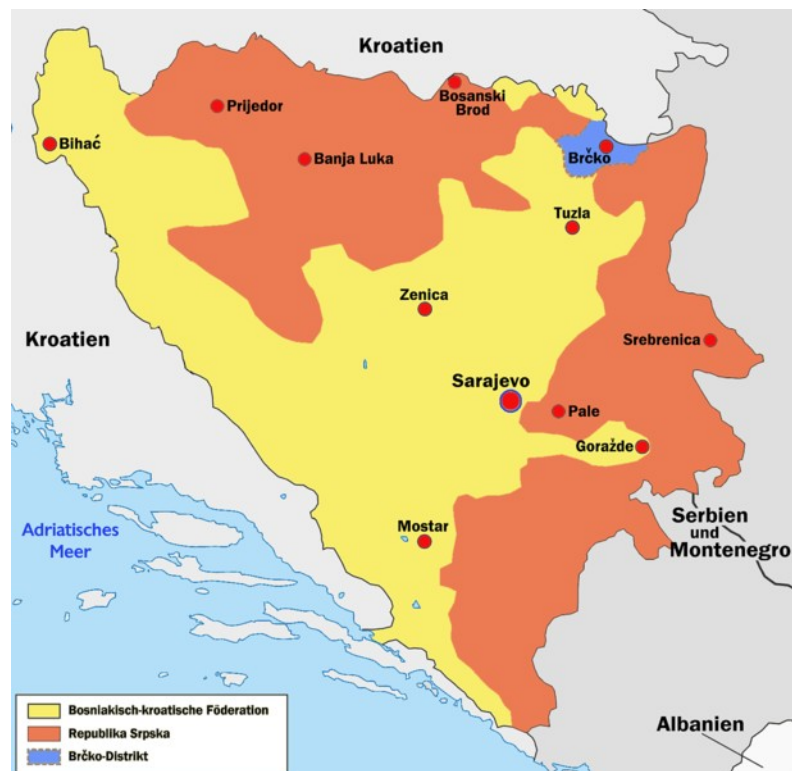 Kroatien
Bosanski
Brod
Prijedor
Bihać
Banja Luka
Brčko
Tuzla
Zenica
Kroatien
Srebrenica
Sarajevo
Pale
Goražde
Serbien
und
Montenegro
Adriatisches
Meer
Mostar
Bosniakisch-kroatische Föderation
Republika Srpska
Brčko-Distrikt
Albanien